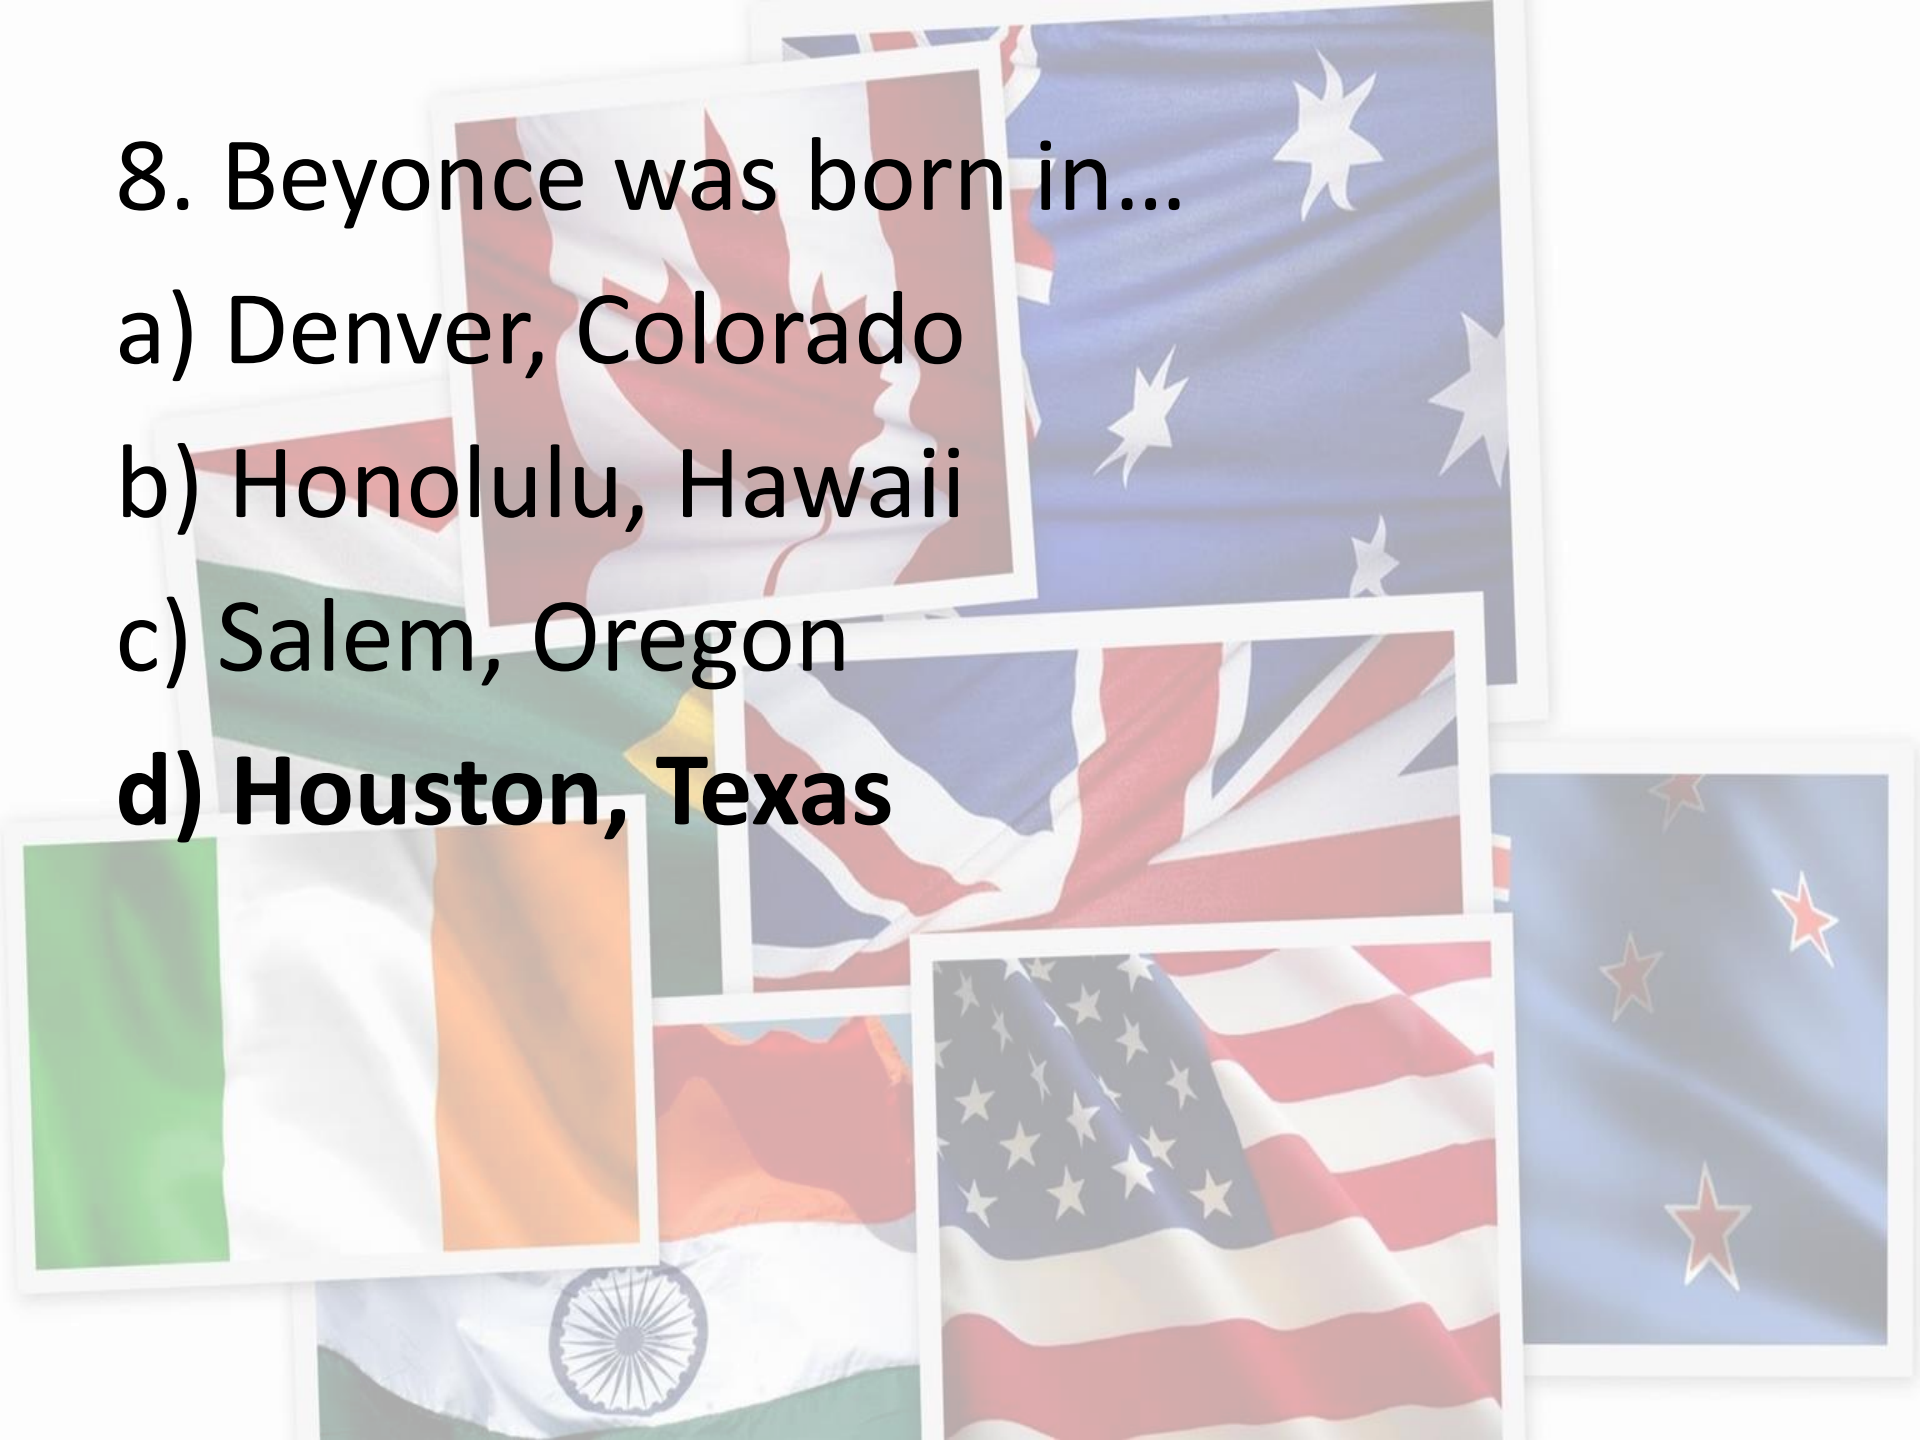 8. Beyonce was born in…
a) Denver, Colorado
b) Honolulu, Hawaii
c) Salem, Oregon
d) Houston, Texas